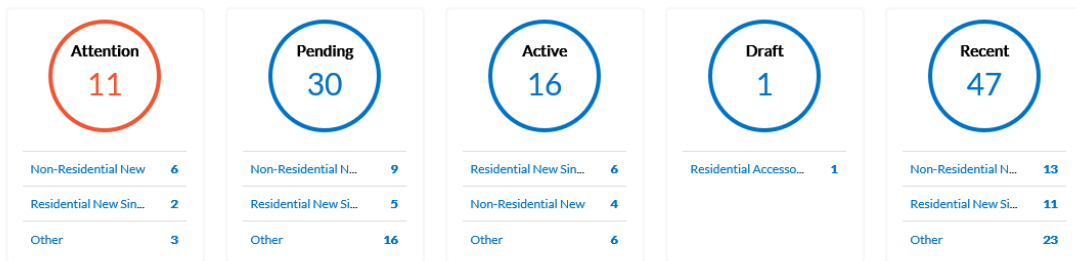 Attention
11
Non-Residential New 6
Residential New Sin... 2
Other 3
Pending
30
Non-Residential N... 9
Residential New Si... 5
Other 16
Active
16
Residential New Sin... 6
Non-Residential New 4
Other 6
Draft
1
Residential Accesso... 1
Recent
47
Non-Residential N... 13
Residential New Si... 11
Other 23